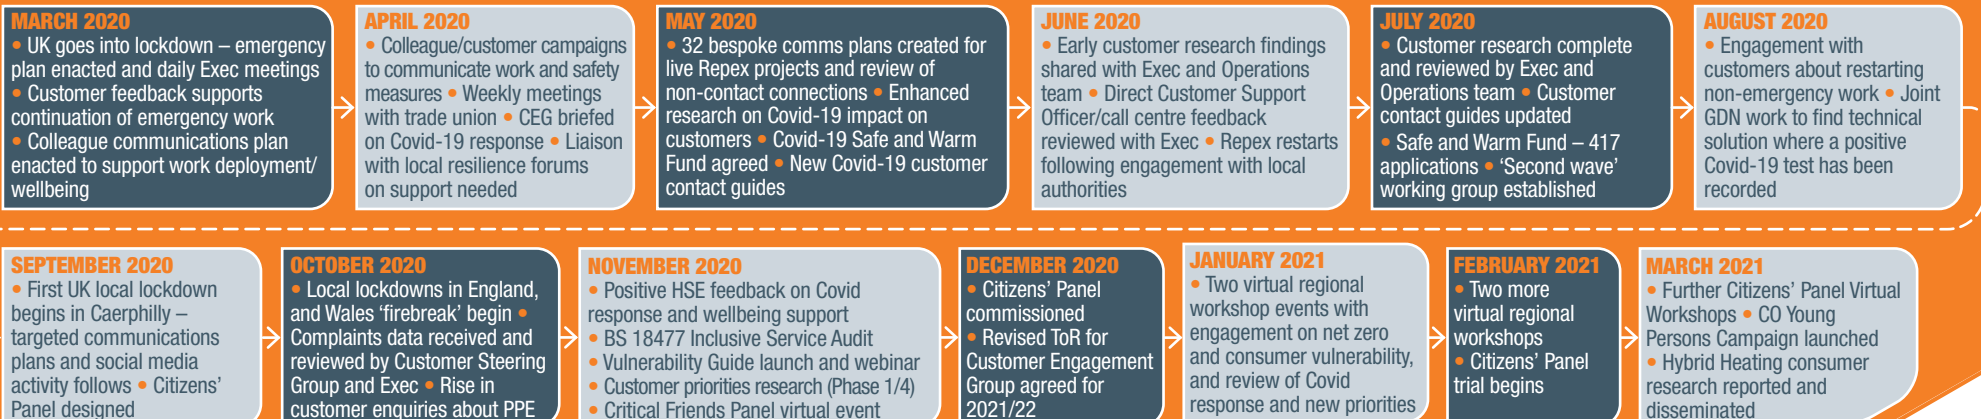 MARCH 2020
• UK goes into lockdown – emergency
plan enacted and daily Exec meetings
• Customer feedback supports
continuation of emergency work
• Colleague communications plan
enacted to support work deployment/
wellbeing
APRIL 2020
• Colleague/customer campaigns
to communicate work and safety
measures • Weekly meetings
with trade union • CEG briefed
on Covid-19 response • Liaison
with local resilience forums
on support needed
MAY 2020
• 32 bespoke comms plans created for
live Repex projects and review of
non-contact connections • Enhanced
research on Covid-19 impact on
customers • Covid-19 Safe and Warm
Fund agreed • New Covid-19 customer
contact guides
JUNE 2020
• Early customer research findings
shared with Exec and Operations
team • Direct Customer Support
Officer/call centre feedback
reviewed with Exec • Repex restarts
following engagement with local
authorities
JULY 2020
• Customer research complete
and reviewed by Exec and
Operations team • Customer
contact guides updated
• Safe and Warm Fund – 417
applications • ‘Second wave’
working group established
AUGUST 2020
• Engagement with
customers about restarting
non-emergency work • Joint
GDN work to find technical
solution where a positive
Covid-19 test has been
recorded
SEPTEMBER 2020
• First UK local lockdown
begins in Caerphilly –
targeted communications
plans and social media
activity follows • Citizens’
Panel designed
OCTOBER 2020
• Local lockdowns in England,
and Wales ‘firebreak’ begin •
Complaints data received and
reviewed by Customer Steering
Group and Exec • Rise in
customer enquiries about PPE
NOVEMBER 2020
• Positive HSE feedback on Covid
response and wellbeing support
• BS 18477 Inclusive Service Audit
• Vulnerability Guide launch and webinar
• Customer priorities research (Phase 1/4)
• Critical Friends Panel virtual event
DECEMBER 2020
• Citizens’ Panel
commissioned
• Revised ToR for
Customer Engagement
Group agreed for
2021/22
JANUARY 2021
• Two virtual regional
workshop events with
engagement on net zero
and consumer vulnerability,
and review of Covid
response and new priorities
FEBRUARY 2021
• Two more
virtual regional
workshops
• Citizens’ Panel
trial begins
MARCH 2021
• Further Citizens’ Panel Virtual
Workshops • CO Young
Persons Campaign launched
• Hybrid Heating consumer
research reported and
disseminated